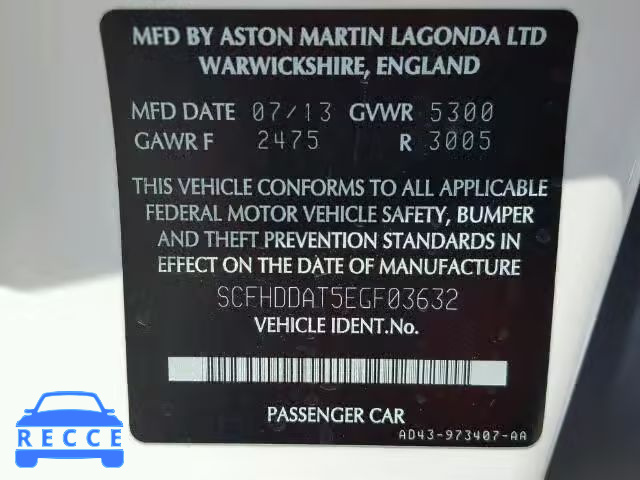 MFD BY ASTON MARTIN LAGONDA LTD
WARWICKSHIRE, ENGLAND
MFD DATE 07/13 GVWR 5300
GAWR F 2475 R 3005
THIS VEHICLE CONFORMS TO ALL APPLICABLE
FEDERAL MOTOR VEHICLE SAFETY, BUMPER
AND THEFT PREVENTION STANDARDS IN
EFFECT ON THE DATE OF MANUFACTURE
SCFHDDAT5EGF03632
VEHICLE IDENT.No.
PASSENGER CAR
AD43-973407-AA
RECCE